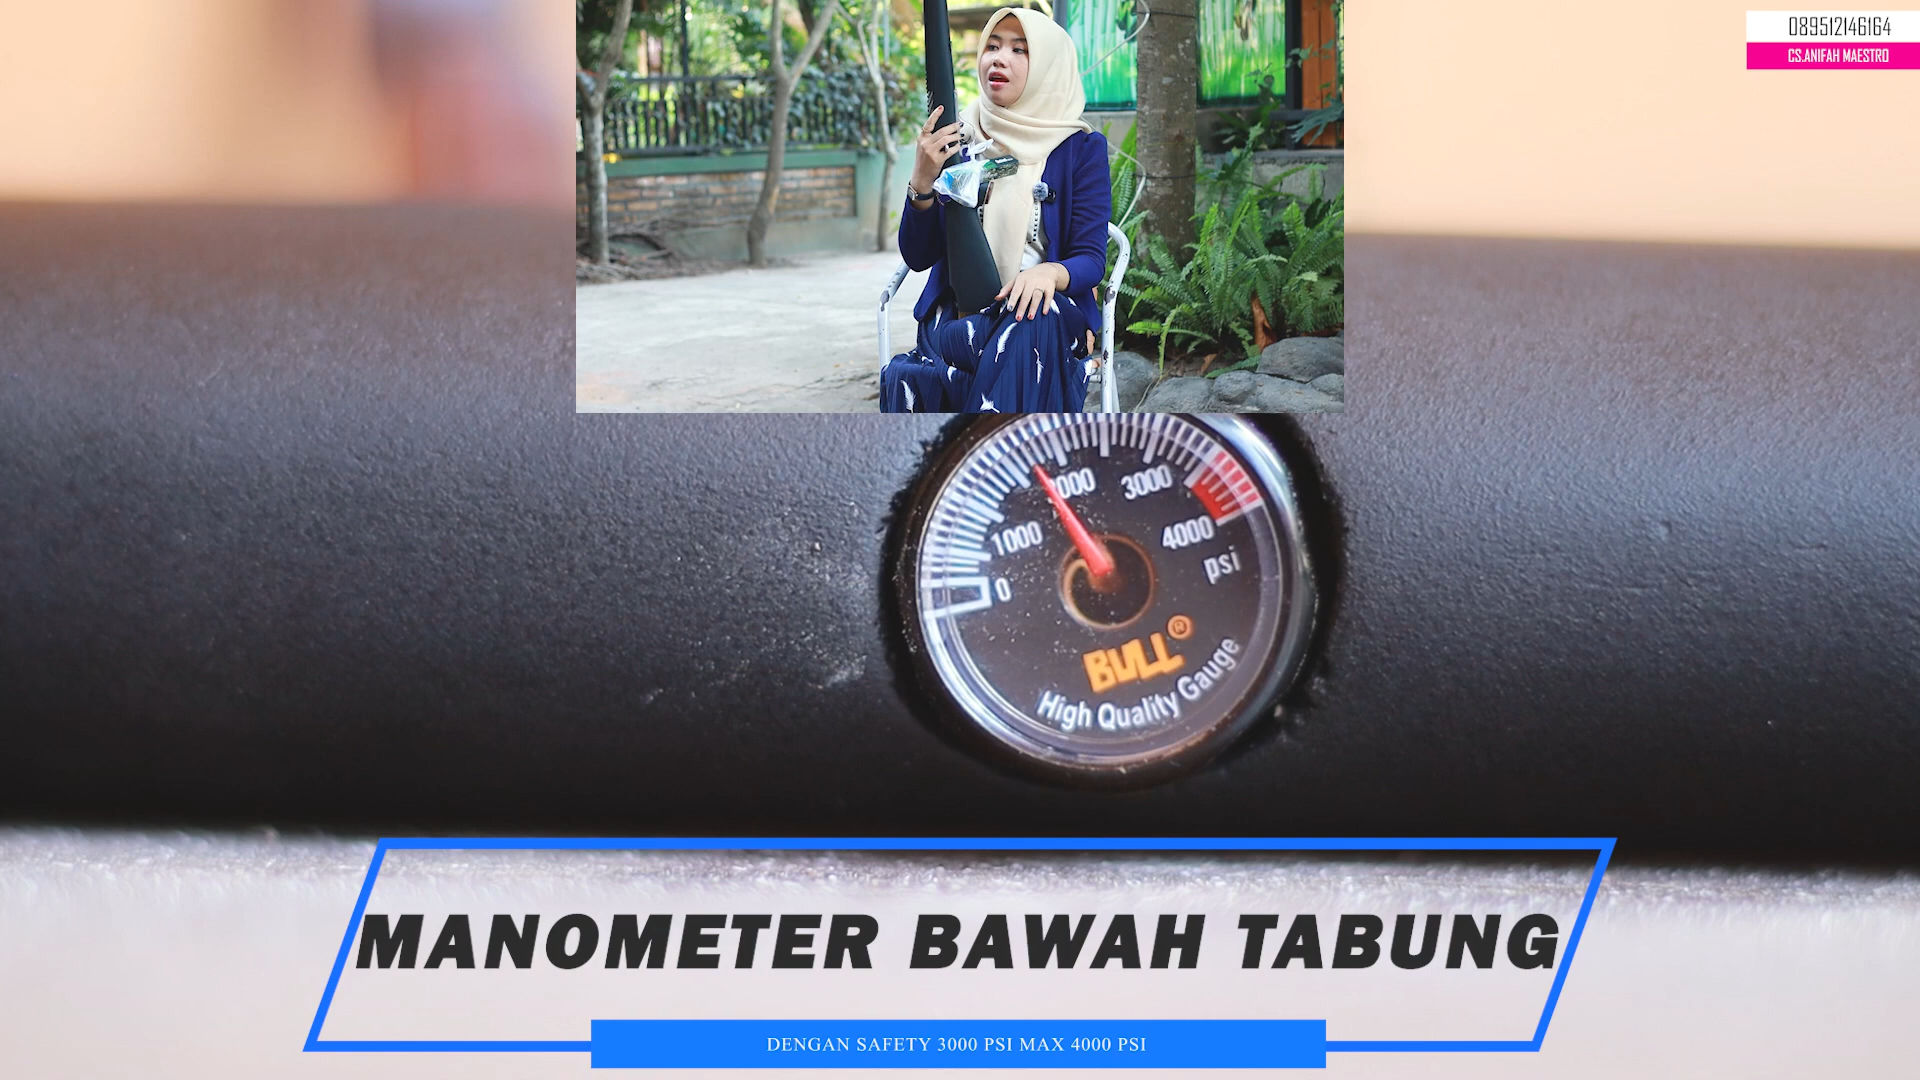 089512146164
CS.ANIFAH MAESTRO
2000
3000
1000
4000
psi
0
BULL®
High Quality Gauge
MANOMETER BAWAH TABUNG
DENGAN SAFETY 3000 PSI MAX 4000 PSI